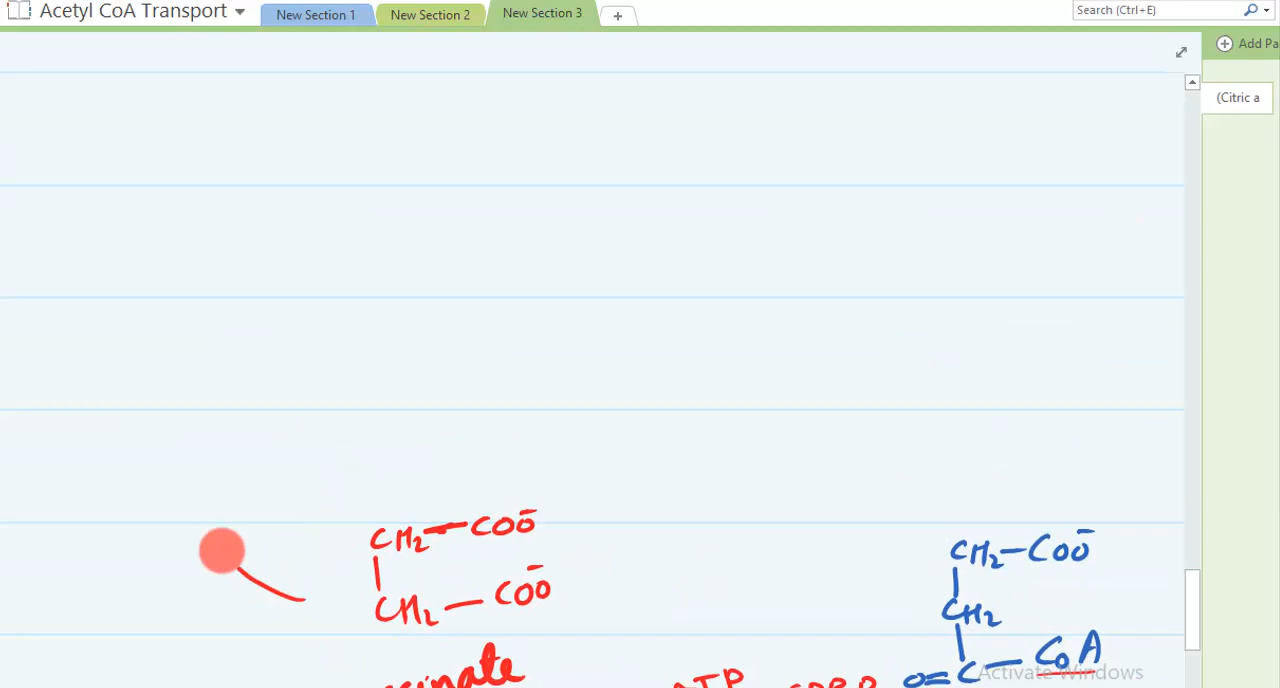 Acetyl CoA Transport
New Section 1
New Section 2
New Section 3
Search (Ctrl+E)
Add Pa
(Citric a
CH₂—COO⁻
CH₂—COO⁻
CH₂—COO⁻
CH₂
O=C—CoA
Activate Windows